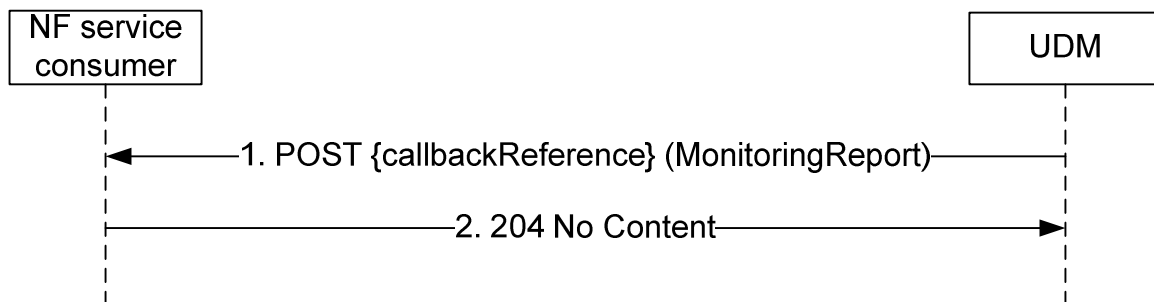 NF service
consumer
UDM
1. POST {callbackReference} (MonitoringReport)
2. 204 No Content